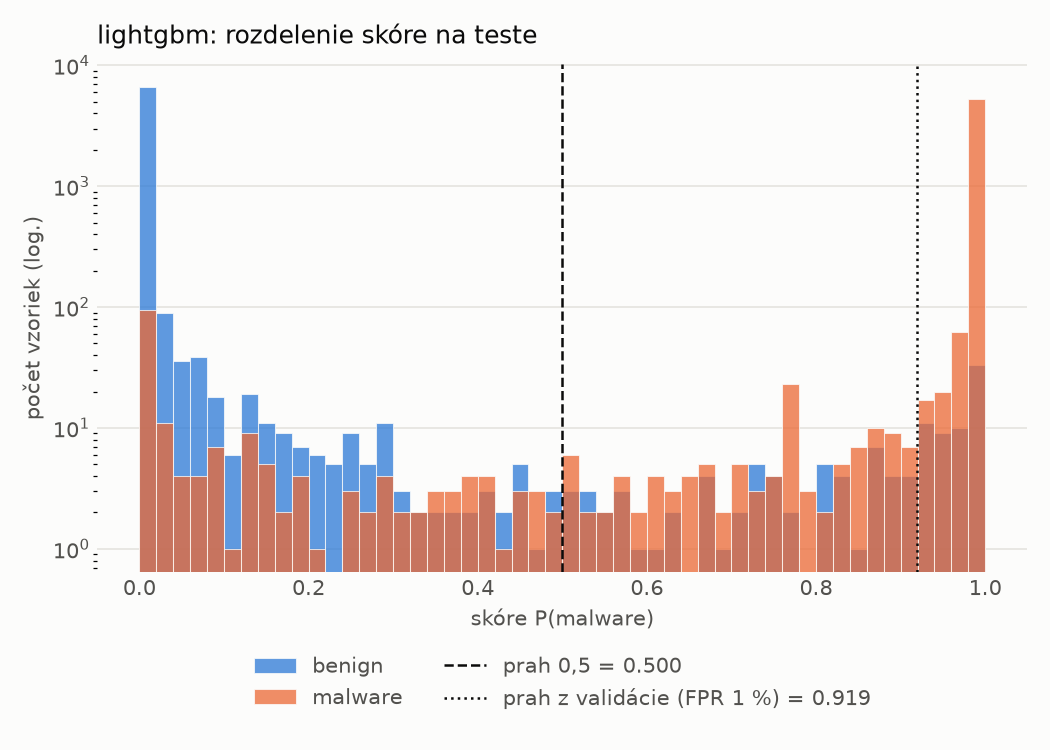 lightgbm: rozdelenie skóre na teste
počet vzoriek (log.)
10^4
10^3
10^2
10^1
10^0
0.0 0.2 0.4 0.6 0.8 1.0
skóre P(malware)
benign
malware
prah 0,5 = 0.500
prah z validácie (FPR 1 %) = 0.919